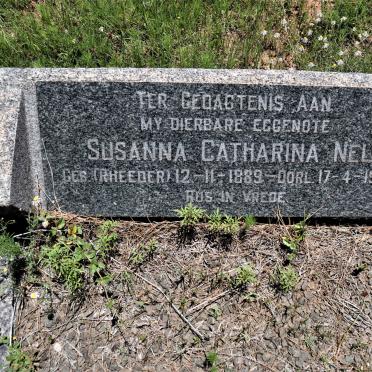 TER GEDAGTENIS AAN
MY DIERBARE EGGENOTE
SUSANNA CATHARINA NEL
GEB (RHEEDER) 12-11-1889-OORL. 17-4-19
RUS IN VREDE